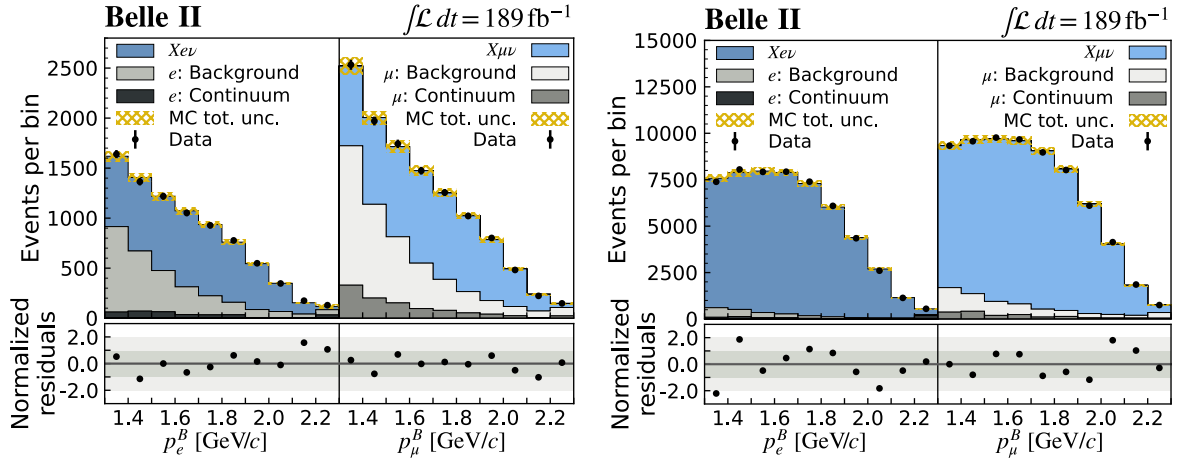 Belle II ∫ℒ dt = 189 fb⁻¹
Events per bin
2500
2000
1500
1000
500
0
Xeν
e: Background
e: Continuum
MC tot. unc.
Data
Xμν
μ: Background
μ: Continuum
MC tot. unc.
Data
Normalized
residuals
2.0
0.0
-2.0
1.4 1.6 1.8 2.0 2.2
1.4 1.6 1.8 2.0 2.2
p_e^B [GeV/c]
p_μ^B [GeV/c]
Belle II ∫ℒ dt = 189 fb⁻¹
Events per bin
15000
12500
10000
7500
5000
2500
0
Xeν
e: Background
e: Continuum
MC tot. unc.
Data
Xμν
μ: Background
μ: Continuum
MC tot. unc.
Data
Normalized
residuals
2.0
0.0
-2.0
1.4 1.6 1.8 2.0 2.2
1.4 1.6 1.8 2.0 2.2
p_e^B [GeV/c]
p_μ^B [GeV/c]